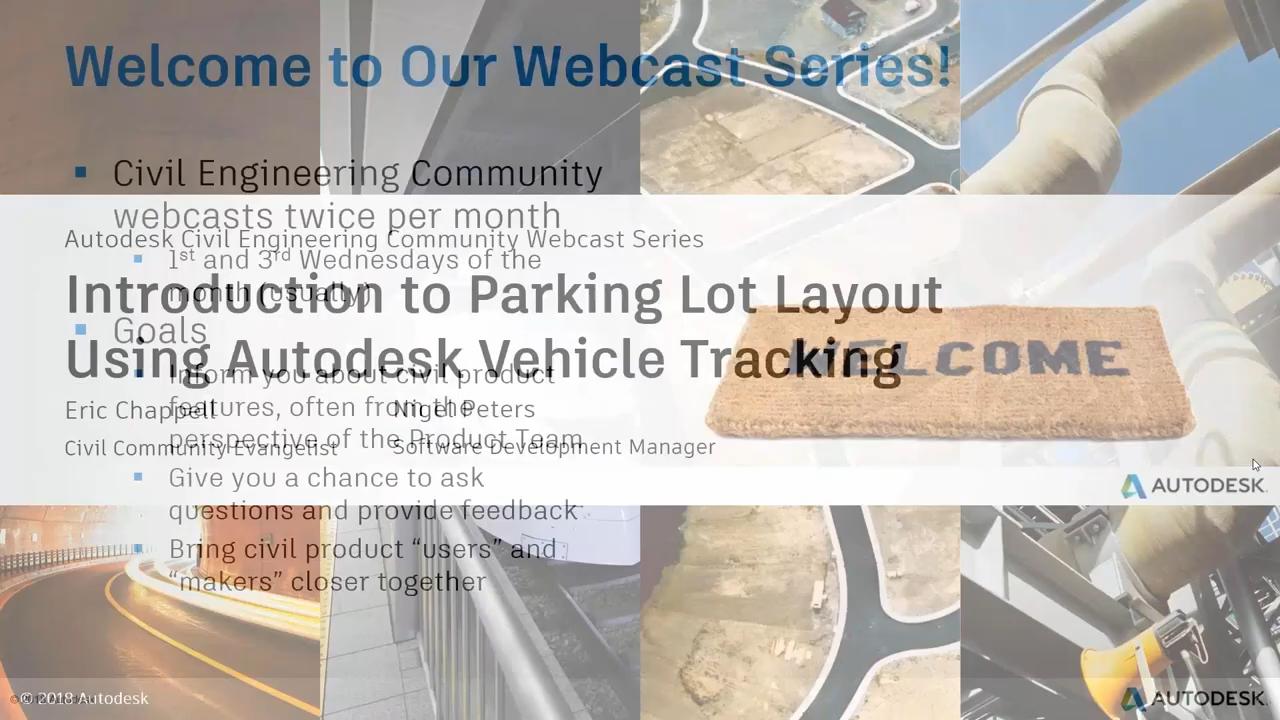 Welcome to Our Webcast Series!
Civil Engineering Community
webcasts twice per month
1st and 3rd Wednesdays of the
month (usually)
Goals
Inform you about civil product
features, often from the
perspective of the Product Team
Give you a chance to ask
questions and provide feedback
Bring civil product “users” and
“makers” closer together
Autodesk Civil Engineering Community Webcast Series
Introduction to Parking Lot Layout
Using Autodesk Vehicle Tracking
Eric Chappell
Nigel Peters
Civil Community Evangelist
Software Development Manager
WELCOME
AUTODESK.
© 2018 Autodesk
AUTODESK.